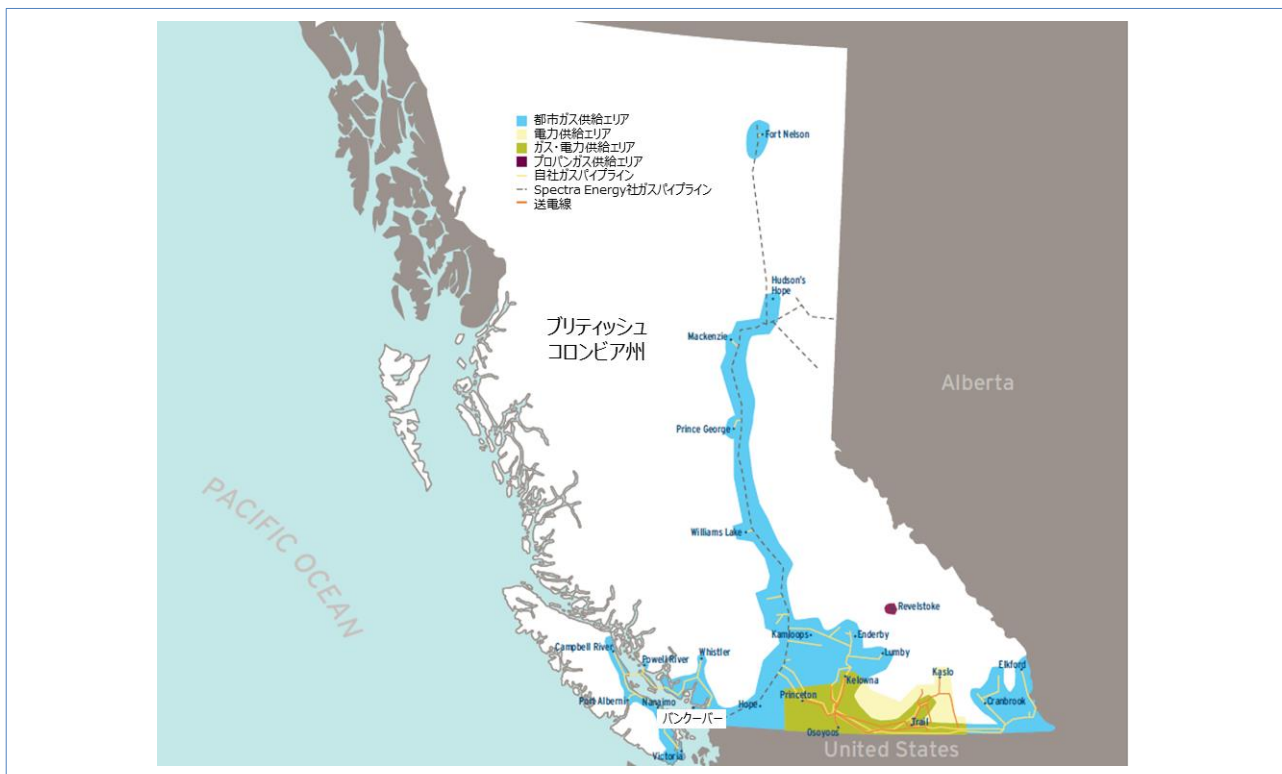 都市ガス供給エリア
電力供給エリア
ガス・電力供給エリア
プロパンガス供給エリア
自社ガスパイプライン
Spectra Energy社ガスパイプライン
送電線
Fort Nelson
Hudson's
Hope
Mackenzie
ブリティッシュ
コロンビア州
Alberta
Prince George
PACIFIC OCEAN
Williams Lake
Revelstoke
Kamloops
Enderby
Lumby
Campbell River
Powell River
Whistler
Kelowna
Kaslo
Elkford
Port Alberni
Nanaimo
Hope
Princeton
Cranbrook
バンクーバー
Trail
Osoyoos
United States
Victoria